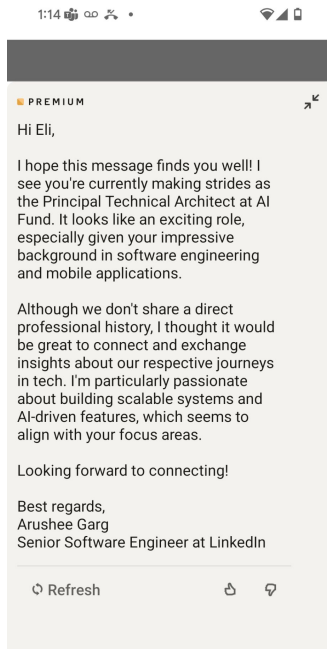 1:14
PREMIUM
Hi Eli,
I hope this message finds you well! I
see you're currently making strides as
the Principal Technical Architect at AI
Fund. It looks like an exciting role,
especially given your impressive
background in software engineering
and mobile applications.
Although we don't share a direct
professional history, I thought it would
be great to connect and exchange
insights about our respective journeys
in tech. I'm particularly passionate
about building scalable systems and
AI-driven features, which seems to
align with your focus areas.
Looking forward to connecting!
Best regards,
Arushee Garg
Senior Software Engineer at LinkedIn
Refresh